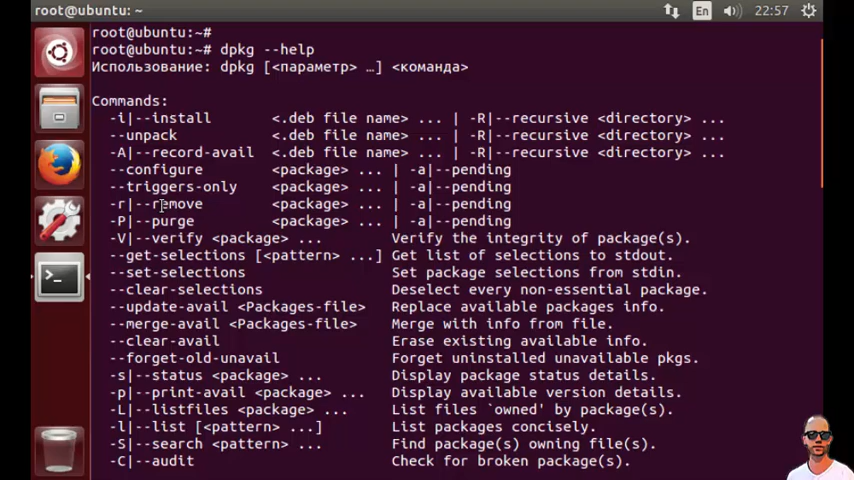 root@ubuntu: ~
En
22:57
root@ubuntu:~#
root@ubuntu:~# dpkg --help
Использование: dpkg [<параметр> …] <команда>
Commands:
-i|--install <.deb file name> ... | -R|--recursive <directory> ...
--unpack <.deb file name> ... | -R|--recursive <directory> ...
-A|--record-avail <.deb file name> ... | -R|--recursive <directory> ...
--configure <package> ... | -a|--pending
--triggers-only <package> ... | -a|--pending
-r|--remove <package> ... | -a|--pending
-P|--purge <package> ... | -a|--pending
-V|--verify <package> ... Verify the integrity of package(s).
--get-selections [<pattern> ...] Get list of selections to stdout.
--set-selections Set package selections from stdin.
--clear-selections Deselect every non-essential package.
--update-avail <Packages-file> Replace available packages info.
--merge-avail <Packages-file> Merge with info from file.
--clear-avail Erase existing available info.
--forget-old-unavail Forget uninstalled unavailable pkgs.
-s|--status <package> ... Display package status details.
-p|--print-avail <package> ... Display available version details.
-L|--listfiles <package> ... List files `owned' by package(s).
-l|--list [<pattern> ...] List packages concisely.
-S|--search <pattern> ... Find package(s) owning file(s).
-C|--audit Check for broken package(s).